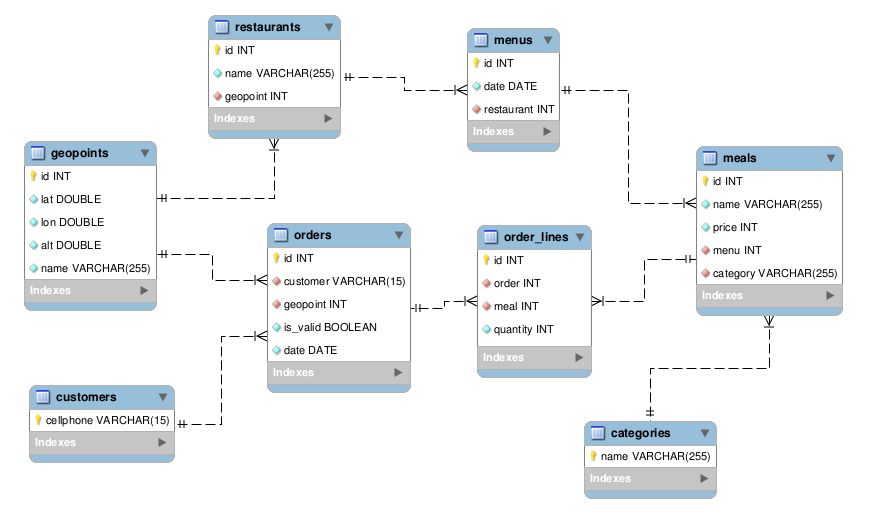 restaurants
id INT
name VARCHAR(255)
geopoint INT
Indexes
menus
id INT
date DATE
restaurant INT
Indexes
geopoints
id INT
lat DOUBLE
lon DOUBLE
alt DOUBLE
name VARCHAR(255)
Indexes
meals
id INT
name VARCHAR(255)
price INT
menu INT
category VARCHAR(255)
Indexes
orders
id INT
customer VARCHAR(15)
geopoint INT
is_valid BOOLEAN
date DATE
Indexes
order_lines
id INT
order INT
meal INT
quantity INT
Indexes
customers
cellphone VARCHAR(15)
Indexes
categories
name VARCHAR(255)
Indexes